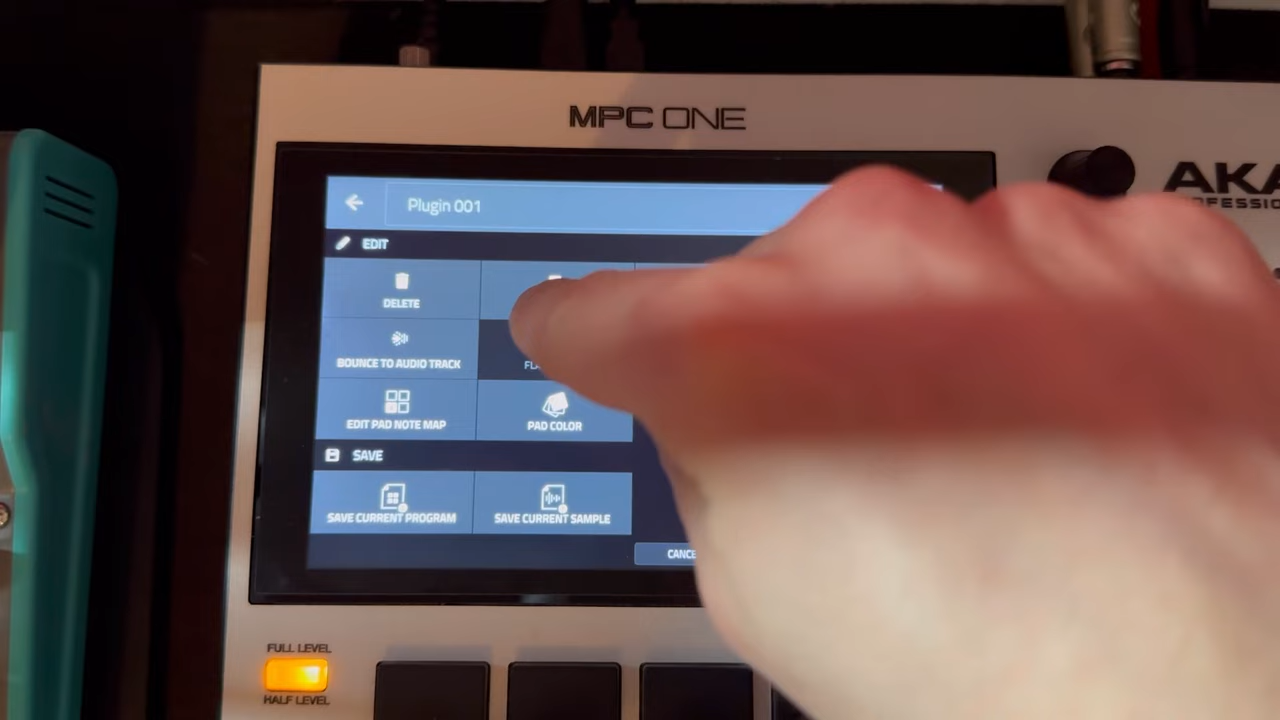 MPC ONE
AKA
Plugin 001
EDIT
DELETE
BOUNCE TO AUDIO TRACK
EDIT PAD NOTE MAP
PAD COLOR
SAVE
SAVE CURRENT PROGRAM
SAVE CURRENT SAMPLE
CANCE
FULL LEVEL
HALF LEVEL